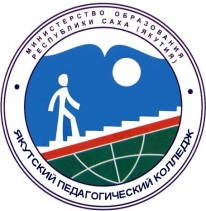 МИНИСТЕРСТВО ОБРАЗОВАНИЯ
РЕСПУБЛИКИ САХА (ЯКУТИЯ)
ЯКУТСКИЙ ПЕДАГОГИЧЕСКИЙ КОЛЛЕДЖ